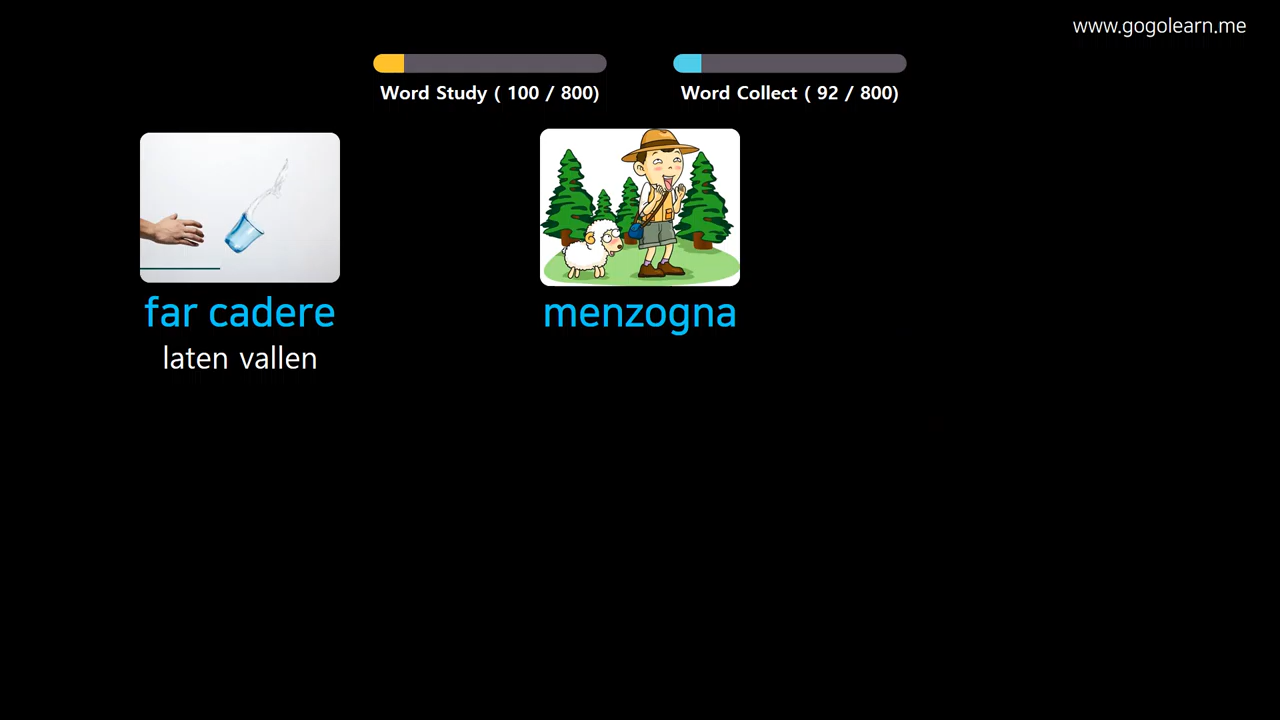 www.gogolearn.me
Word Study ( 100 / 800)
Word Collect ( 92 / 800)
far cadere
laten vallen
menzogna